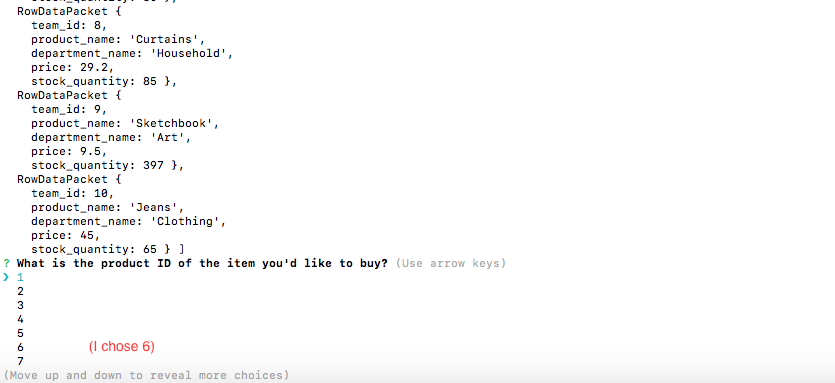 RowDataPacket {
team_id: 8,
product_name: 'Curtains',
department_name: 'Household',
price: 29.2,
stock_quantity: 85 },
RowDataPacket {
team_id: 9,
product_name: 'Sketchbook',
department_name: 'Art',
price: 9.5,
stock_quantity: 397 },
RowDataPacket {
team_id: 10,
product_name: 'Jeans',
department_name: 'Clothing',
price: 45,
stock_quantity: 65 } ]
? What is the product ID of the item you'd like to buy? (Use arrow keys)
❯ 1
2
3
4
5
6 (I chose 6)
7
(Move up and down to reveal more choices)